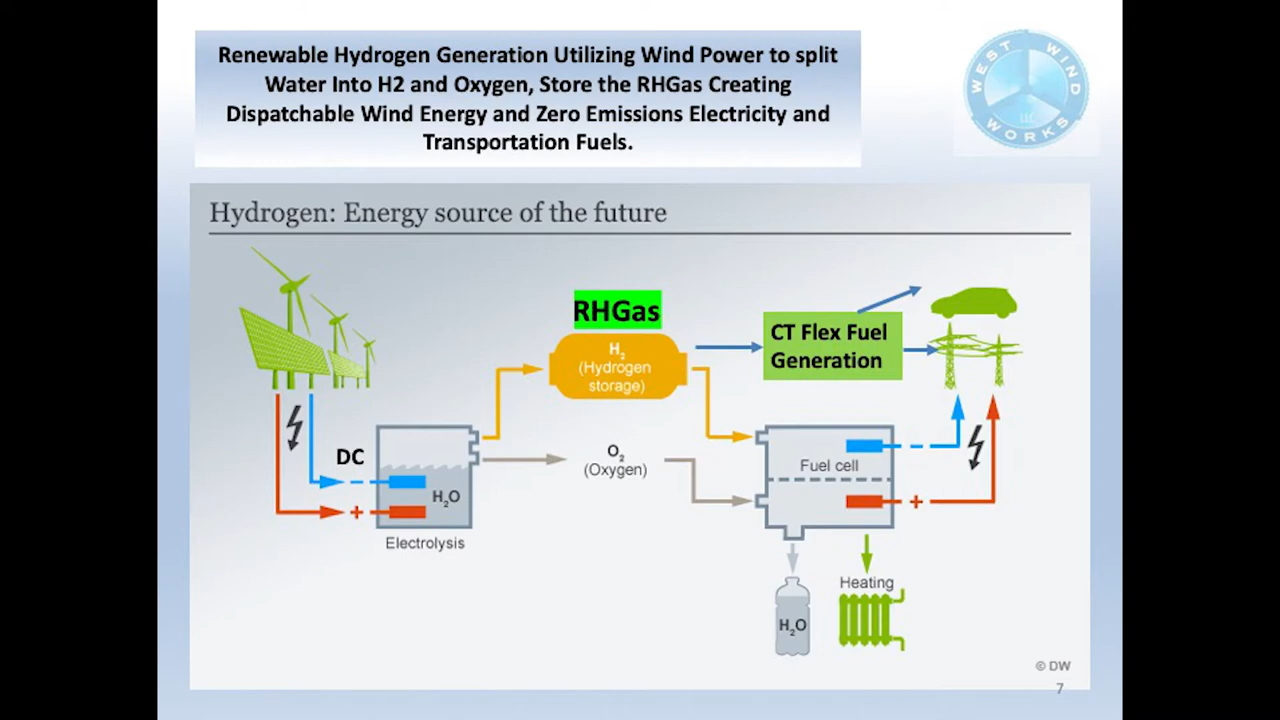 Renewable Hydrogen Generation Utilizing Wind Power to split
Water Into H2 and Oxygen, Store the RHGas Creating
Dispatchable Wind Energy and Zero Emissions Electricity and
Transportation Fuels.
WEST WIND
WORKS
LLC
Hydrogen: Energy source of the future
RHGas
H₂
(Hydrogen
storage)
CT Flex Fuel
Generation
DC
–
+
H₂O
Electrolysis
O₂
(Oxygen)
Fuel cell
–
+
Heating
H₂O
© DW
7